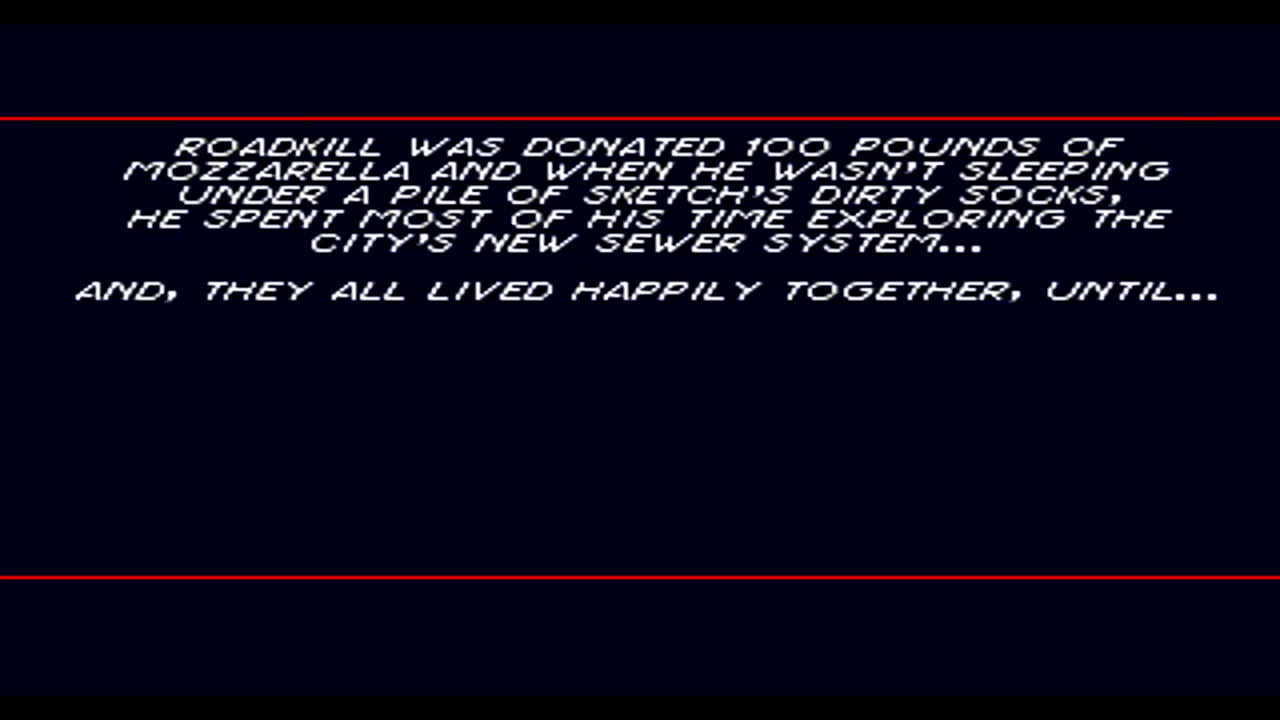 ROADKILL WAS DONATED 100 POUNDS OF
MOZZARELLA AND WHEN HE WASN'T SLEEPING
UNDER A PILE OF SKETCH'S DIRTY SOCKS,
HE SPENT MOST OF HIS TIME EXPLORING THE
CITY'S NEW SEWER SYSTEM...
AND, THEY ALL LIVED HAPPILY TOGETHER, UNTIL...